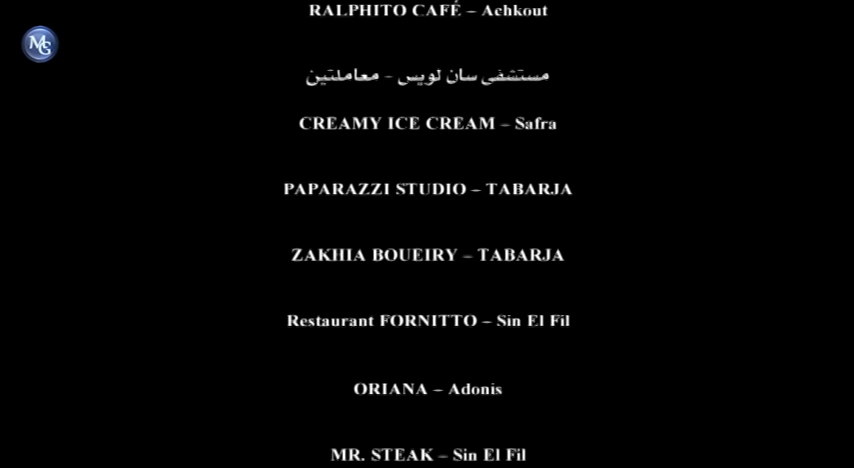 RALPHITO CAFÉ – Achkout
MG
مستشفى سان لويس - معاملتين
CREAMY ICE CREAM – Safra
PAPARAZZI STUDIO – TABARJA
ZAKHIA BOUEIRY – TABARJA
Restaurant FORNITTO – Sin El Fil
ORIANA – Adonis
MR. STEAK – Sin El Fil